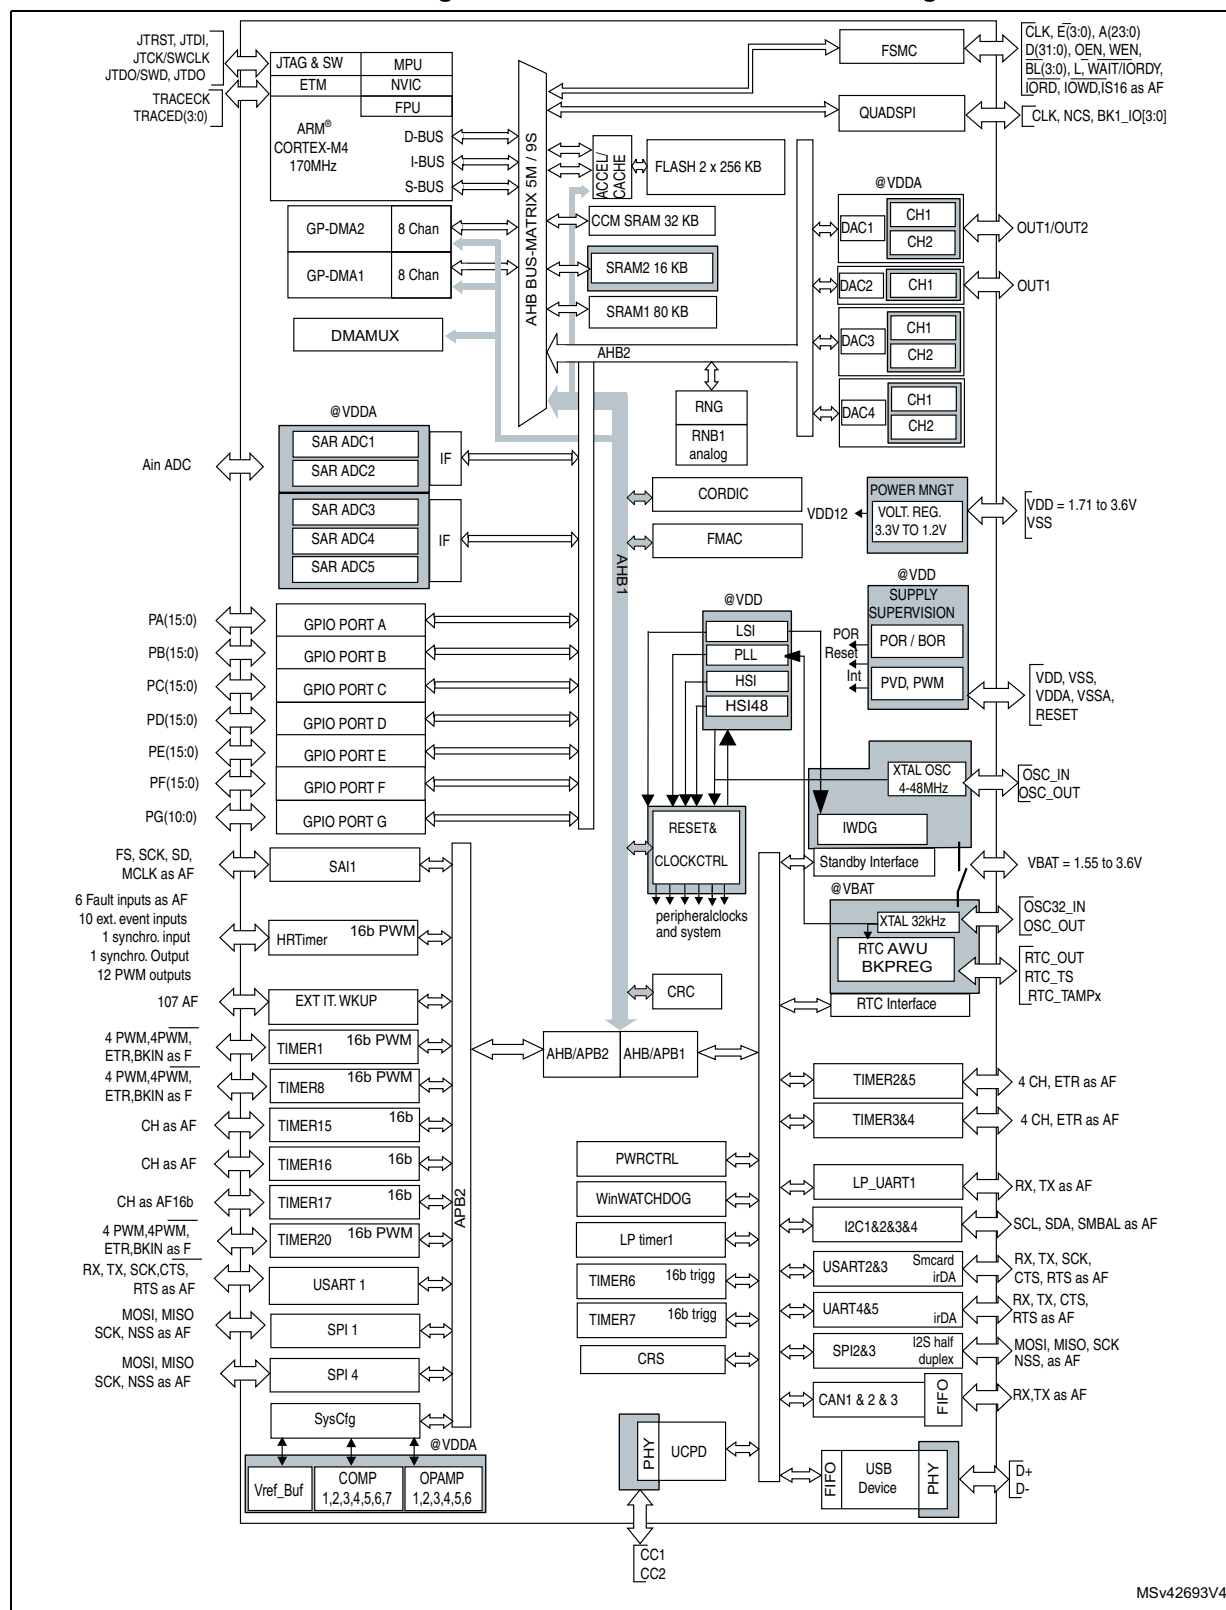 JTRST, JTDI,
JTCK/SWCLK
JTDO/SWD, JTDO
TRACECK
TRACED(3:0)
JTAG & SW
MPU
ETM
NVIC
FPU
ARM®
CORTEX-M4
170MHz
D-BUS
I-BUS
S-BUS
GP-DMA2
8 Chan
GP-DMA1
8 Chan
DMAMUX
AHB BUS-MATRIX 5M / 9S
ACCEL/
CACHE
FLASH 2 x 256 KB
CCM SRAM 32 KB
SRAM2 16 KB
SRAM1 80 KB
AHB2
RNG
RNB1
analog
FSMC
CLK, E(3:0), A(23:0)
D(31:0), OEN, WEN,
BL(3:0), L, WAIT/IORDY,
IORD, IOWD,IS16 as AF
QUADSPI
CLK, NCS, BK1_IO[3:0]
@VDDA
DAC1
CH1
CH2
OUT1/OUT2
DAC2
CH1
OUT1
DAC3
CH1
CH2
DAC4
CH1
CH2
@VDDA
Ain ADC
SAR ADC1
SAR ADC2
IF
SAR ADC3
SAR ADC4
SAR ADC5
IF
CORDIC
FMAC
AHB1
POWER MNGT
VDD12
VOLT. REG.
3.3V TO 1.2V
VDD = 1.71 to 3.6V
VSS
@VDD
SUPPLY
SUPERVISION
POR
Reset
Int
POR / BOR
PVD, PWM
VDD, VSS,
VDDA, VSSA,
RESET
@VDD
LSI
PLL
HSI
HSI48
PA(15:0)
GPIO PORT A
PB(15:0)
GPIO PORT B
PC(15:0)
GPIO PORT C
PD(15:0)
GPIO PORT D
PE(15:0)
GPIO PORT E
PF(15:0)
GPIO PORT F
PG(10:0)
GPIO PORT G
XTAL OSC
4-48MHz
OSC_IN
OSC_OUT
IWDG
Standby Interface
VBAT = 1.55 to 3.6V
@VBAT
XTAL 32kHz
OSC32_IN
OSC_OUT
RTC AWU
BKPREG
RTC_OUT
RTC_TS
RTC_TAMPx
RTC Interface
RESET&
CLOCKCTRL
peripheralclocks
and system
CRC
AHB/APB2
AHB/APB1
FS, SCK, SD,
MCLK as AF
SAI1
6 Fault inputs as AF
10 ext. event inputs
1 synchro. input
1 synchro. Output
12 PWM outputs
HRTimer
16b PWM
107 AF
EXT IT. WKUP
4 PWM,4PWM,
ETR,BKIN as F
TIMER1
16b PWM
4 PWM,4PWM,
ETR,BKIN as F
TIMER8
16b PWM
CH as AF
TIMER15
16b
CH as AF
TIMER16
16b
CH as AF16b
TIMER17
16b
4 PWM,4PWM,
ETR,BKIN as F
TIMER20
16b PWM
RX, TX, SCK,CTS,
RTS as AF
USART 1
MOSI, MISO
SCK, NSS as AF
SPI 1
MOSI, MISO
SCK, NSS as AF
SPI 4
SysCfg
APB2
@VDDA
Vref_Buf
COMP
1,2,3,4,5,6,7
OPAMP
1,2,3,4,5,6
PWRCTRL
WinWATCHDOG
LP timer1
TIMER6
16b trigg
TIMER7
16b trigg
CRS
PHY
UCPD
CC1
CC2
TIMER2&5
4 CH, ETR as AF
TIMER3&4
4 CH, ETR as AF
LP_UART1
RX, TX as AF
I2C1&2&3&4
SCL, SDA, SMBAL as AF
USART2&3
Smcard
irDA
RX, TX, SCK,
CTS, RTS as AF
UART4&5
irDA
RX, TX, CTS,
RTS as AF
SPI2&3
I2S half
duplex
MOSI, MISO, SCK
NSS, as AF
CAN1 & 2 & 3
FIFO
RX,TX as AF
FIFO
USB
Device
PHY
D+
D-
MSv42693V4